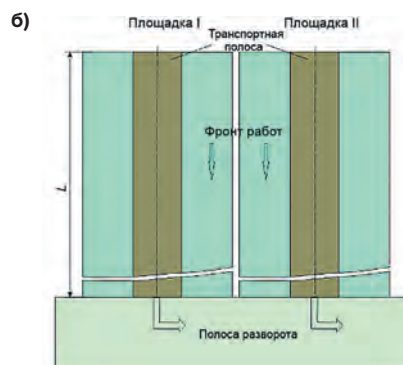 б)
Площадка I
Площадка II
Транспортная
полоса
Фронт работ
L
Полоса разворота